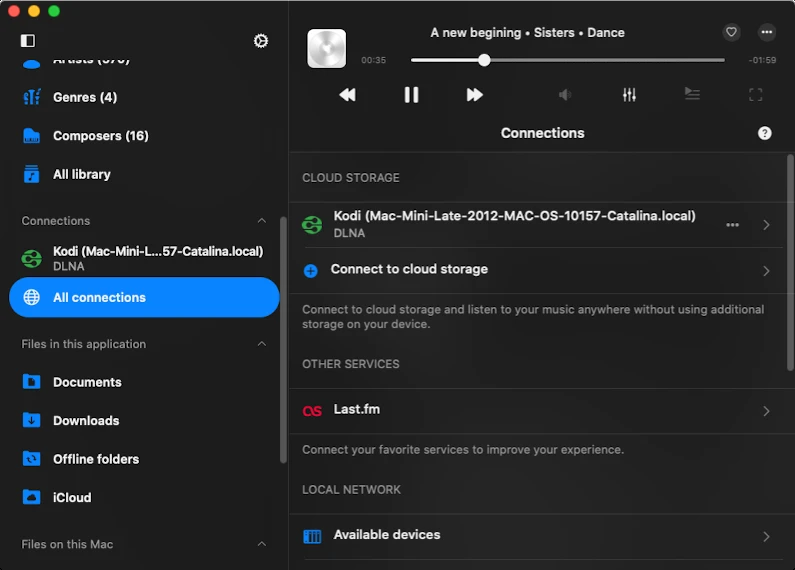 Artists (370)
Genres (4)
Composers (16)
All library
Connections
Kodi (Mac-Mini-L...57-Catalina.local)
DLNA
All connections
Files in this application
Documents
Downloads
Offline folders
iCloud
Files on this Mac
A new begining • Sisters • Dance
00:35
-01:59
Connections
?
CLOUD STORAGE
Kodi (Mac-Mini-Late-2012-MAC-OS-10157-Catalina.local)
DLNA
Connect to cloud storage
Connect to cloud storage and listen to your music anywhere without using additional
storage on your device.
OTHER SERVICES
Last.fm
Connect your favorite services to improve your experience.
LOCAL NETWORK
Available devices